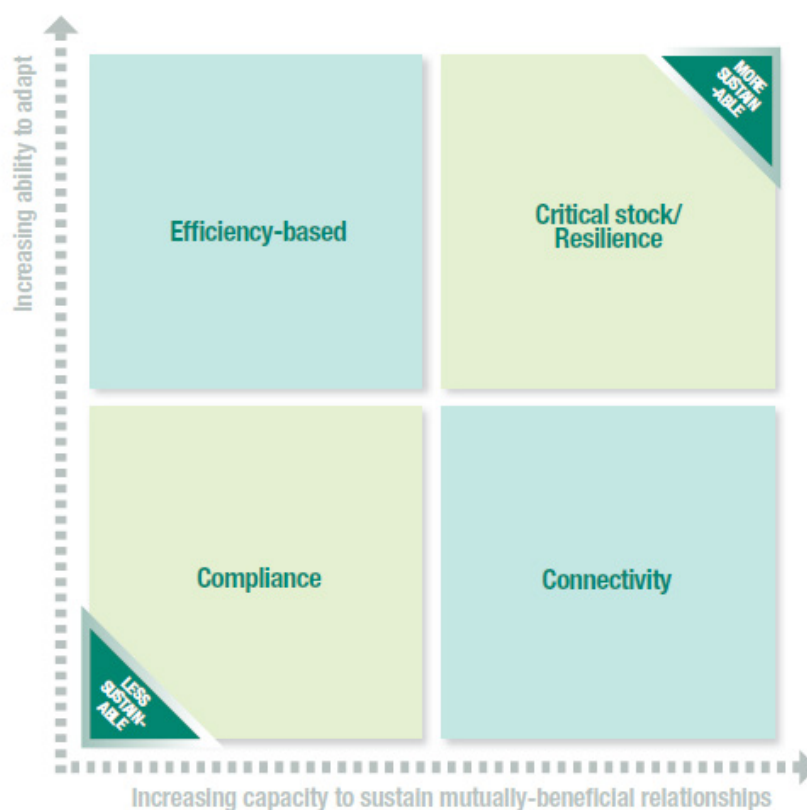 Increasing ability to adapt
Efficiency-based
Critical stock/
Resilience
MORE
SUSTAIN
-ABLE
Compliance
Connectivity
LESS
SUSTAIN-
ABLE
Increasing capacity to sustain mutually-beneficial relationships